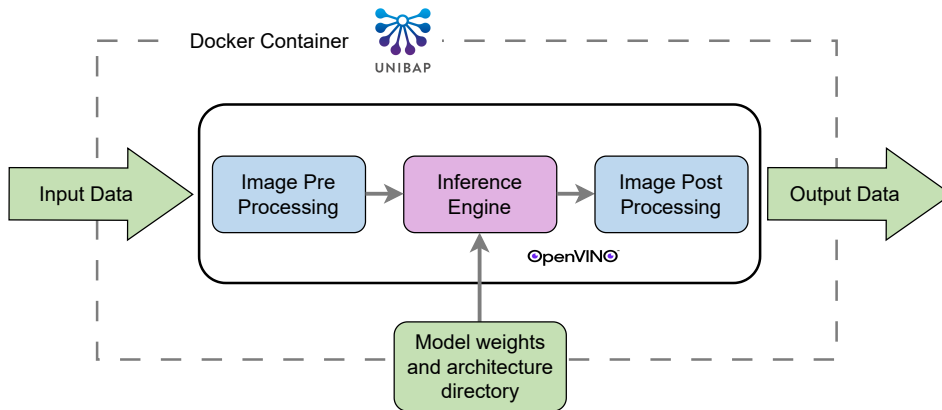 Docker Container
UNIBAP
Input Data
Image Pre
Processing
Inference
Engine
Image Post
Processing
Output Data
OpenVINO
Model weights
and architecture
directory